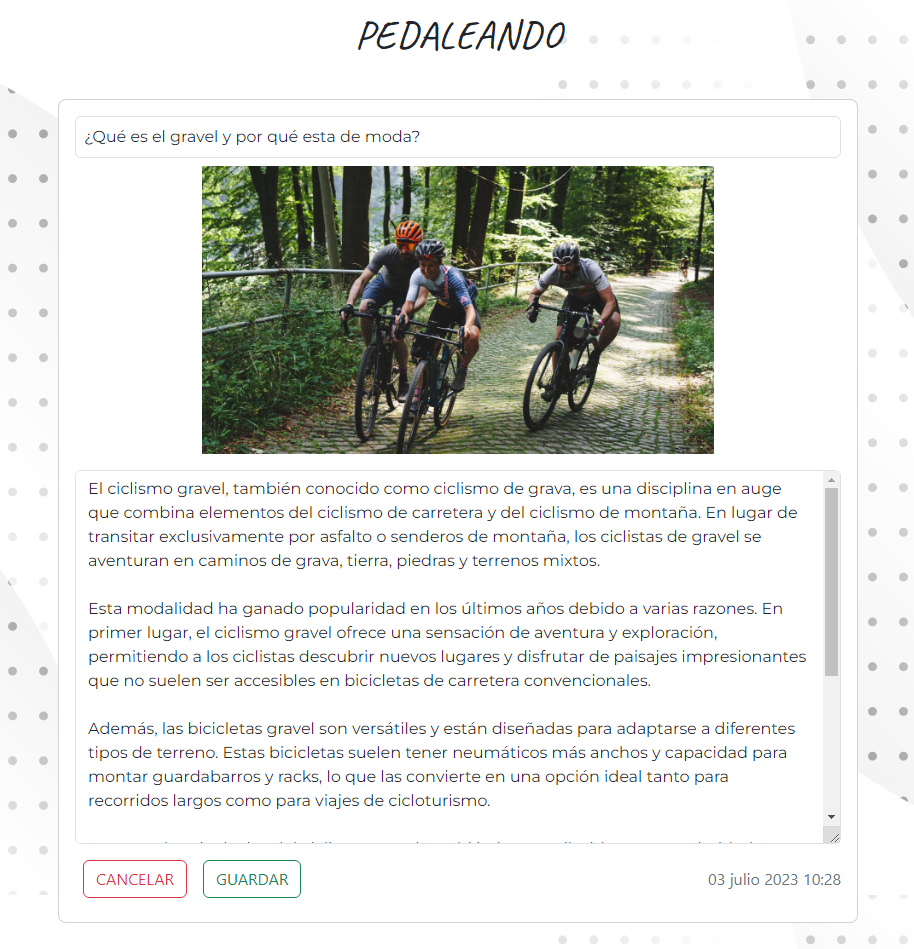 PEDALEANDO
¿Qué es el gravel y por qué esta de moda?
El ciclismo gravel, también conocido como ciclismo de grava, es una disciplina en auge
que combina elementos del ciclismo de carretera y del ciclismo de montaña. En lugar de
transitar exclusivamente por asfalto o senderos de montaña, los ciclistas de gravel se
aventuran en caminos de grava, tierra, piedras y terrenos mixtos.
Esta modalidad ha ganado popularidad en los últimos años debido a varias razones. En
primer lugar, el ciclismo gravel ofrece una sensación de aventura y exploración,
permitiendo a los ciclistas descubrir nuevos lugares y disfrutar de paisajes impresionantes
que no suelen ser accesibles en bicicletas de carretera convencionales.
Además, las bicicletas gravel son versátiles y están diseñadas para adaptarse a diferentes
tipos de terreno. Estas bicicletas suelen tener neumáticos más anchos y capacidad para
montar guardabarros y racks, lo que las convierte en una opción ideal tanto para
recorridos largos como para viajes de cicloturismo.
CANCELAR GUARDAR 03 julio 2023 10:28